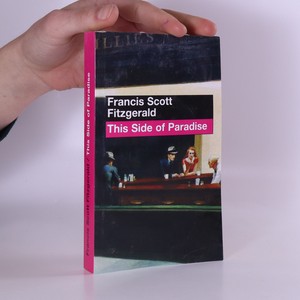 Francis Scott
Fitzgerald
This Side of Paradise
Francis Scott Fitzgerald This Side of Paradise